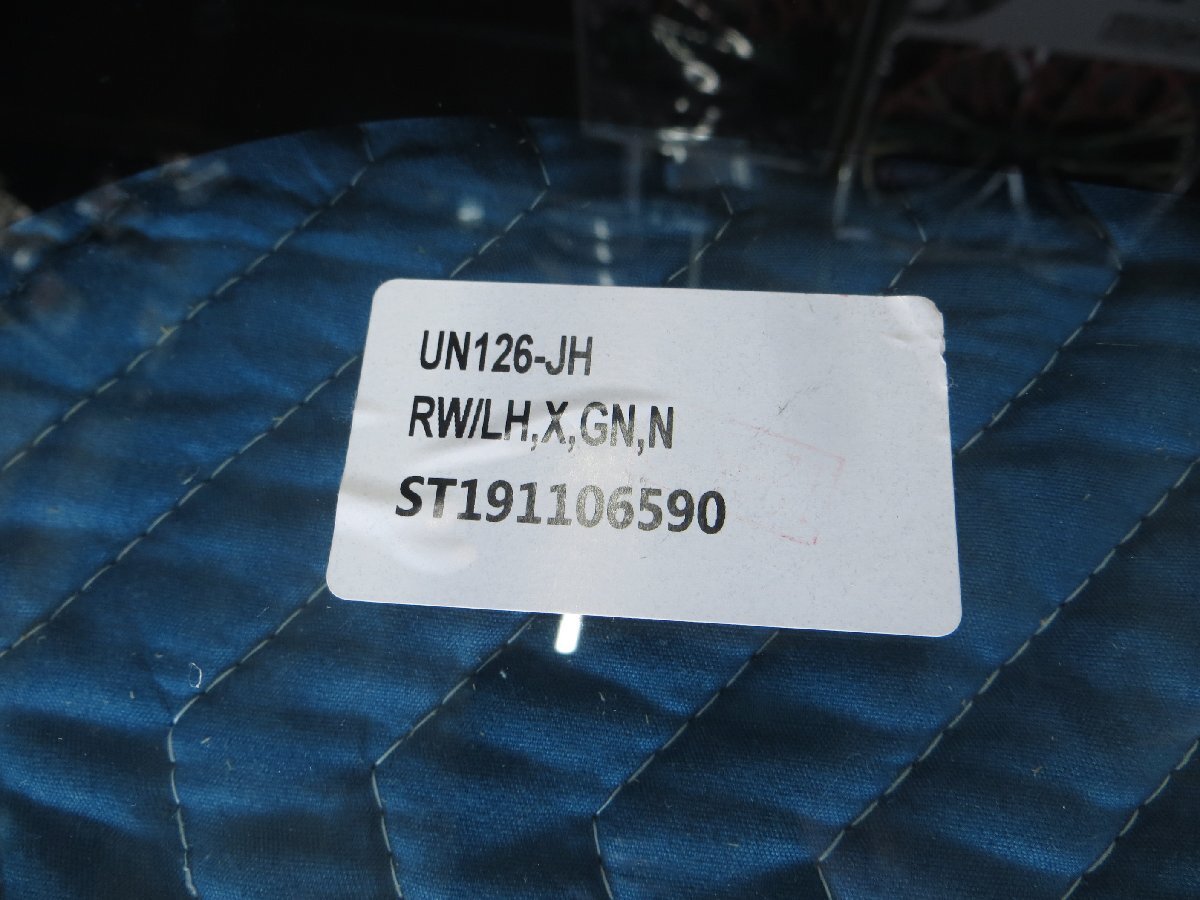 UN126-JH
RW/LH,X,GN,N
ST191106590